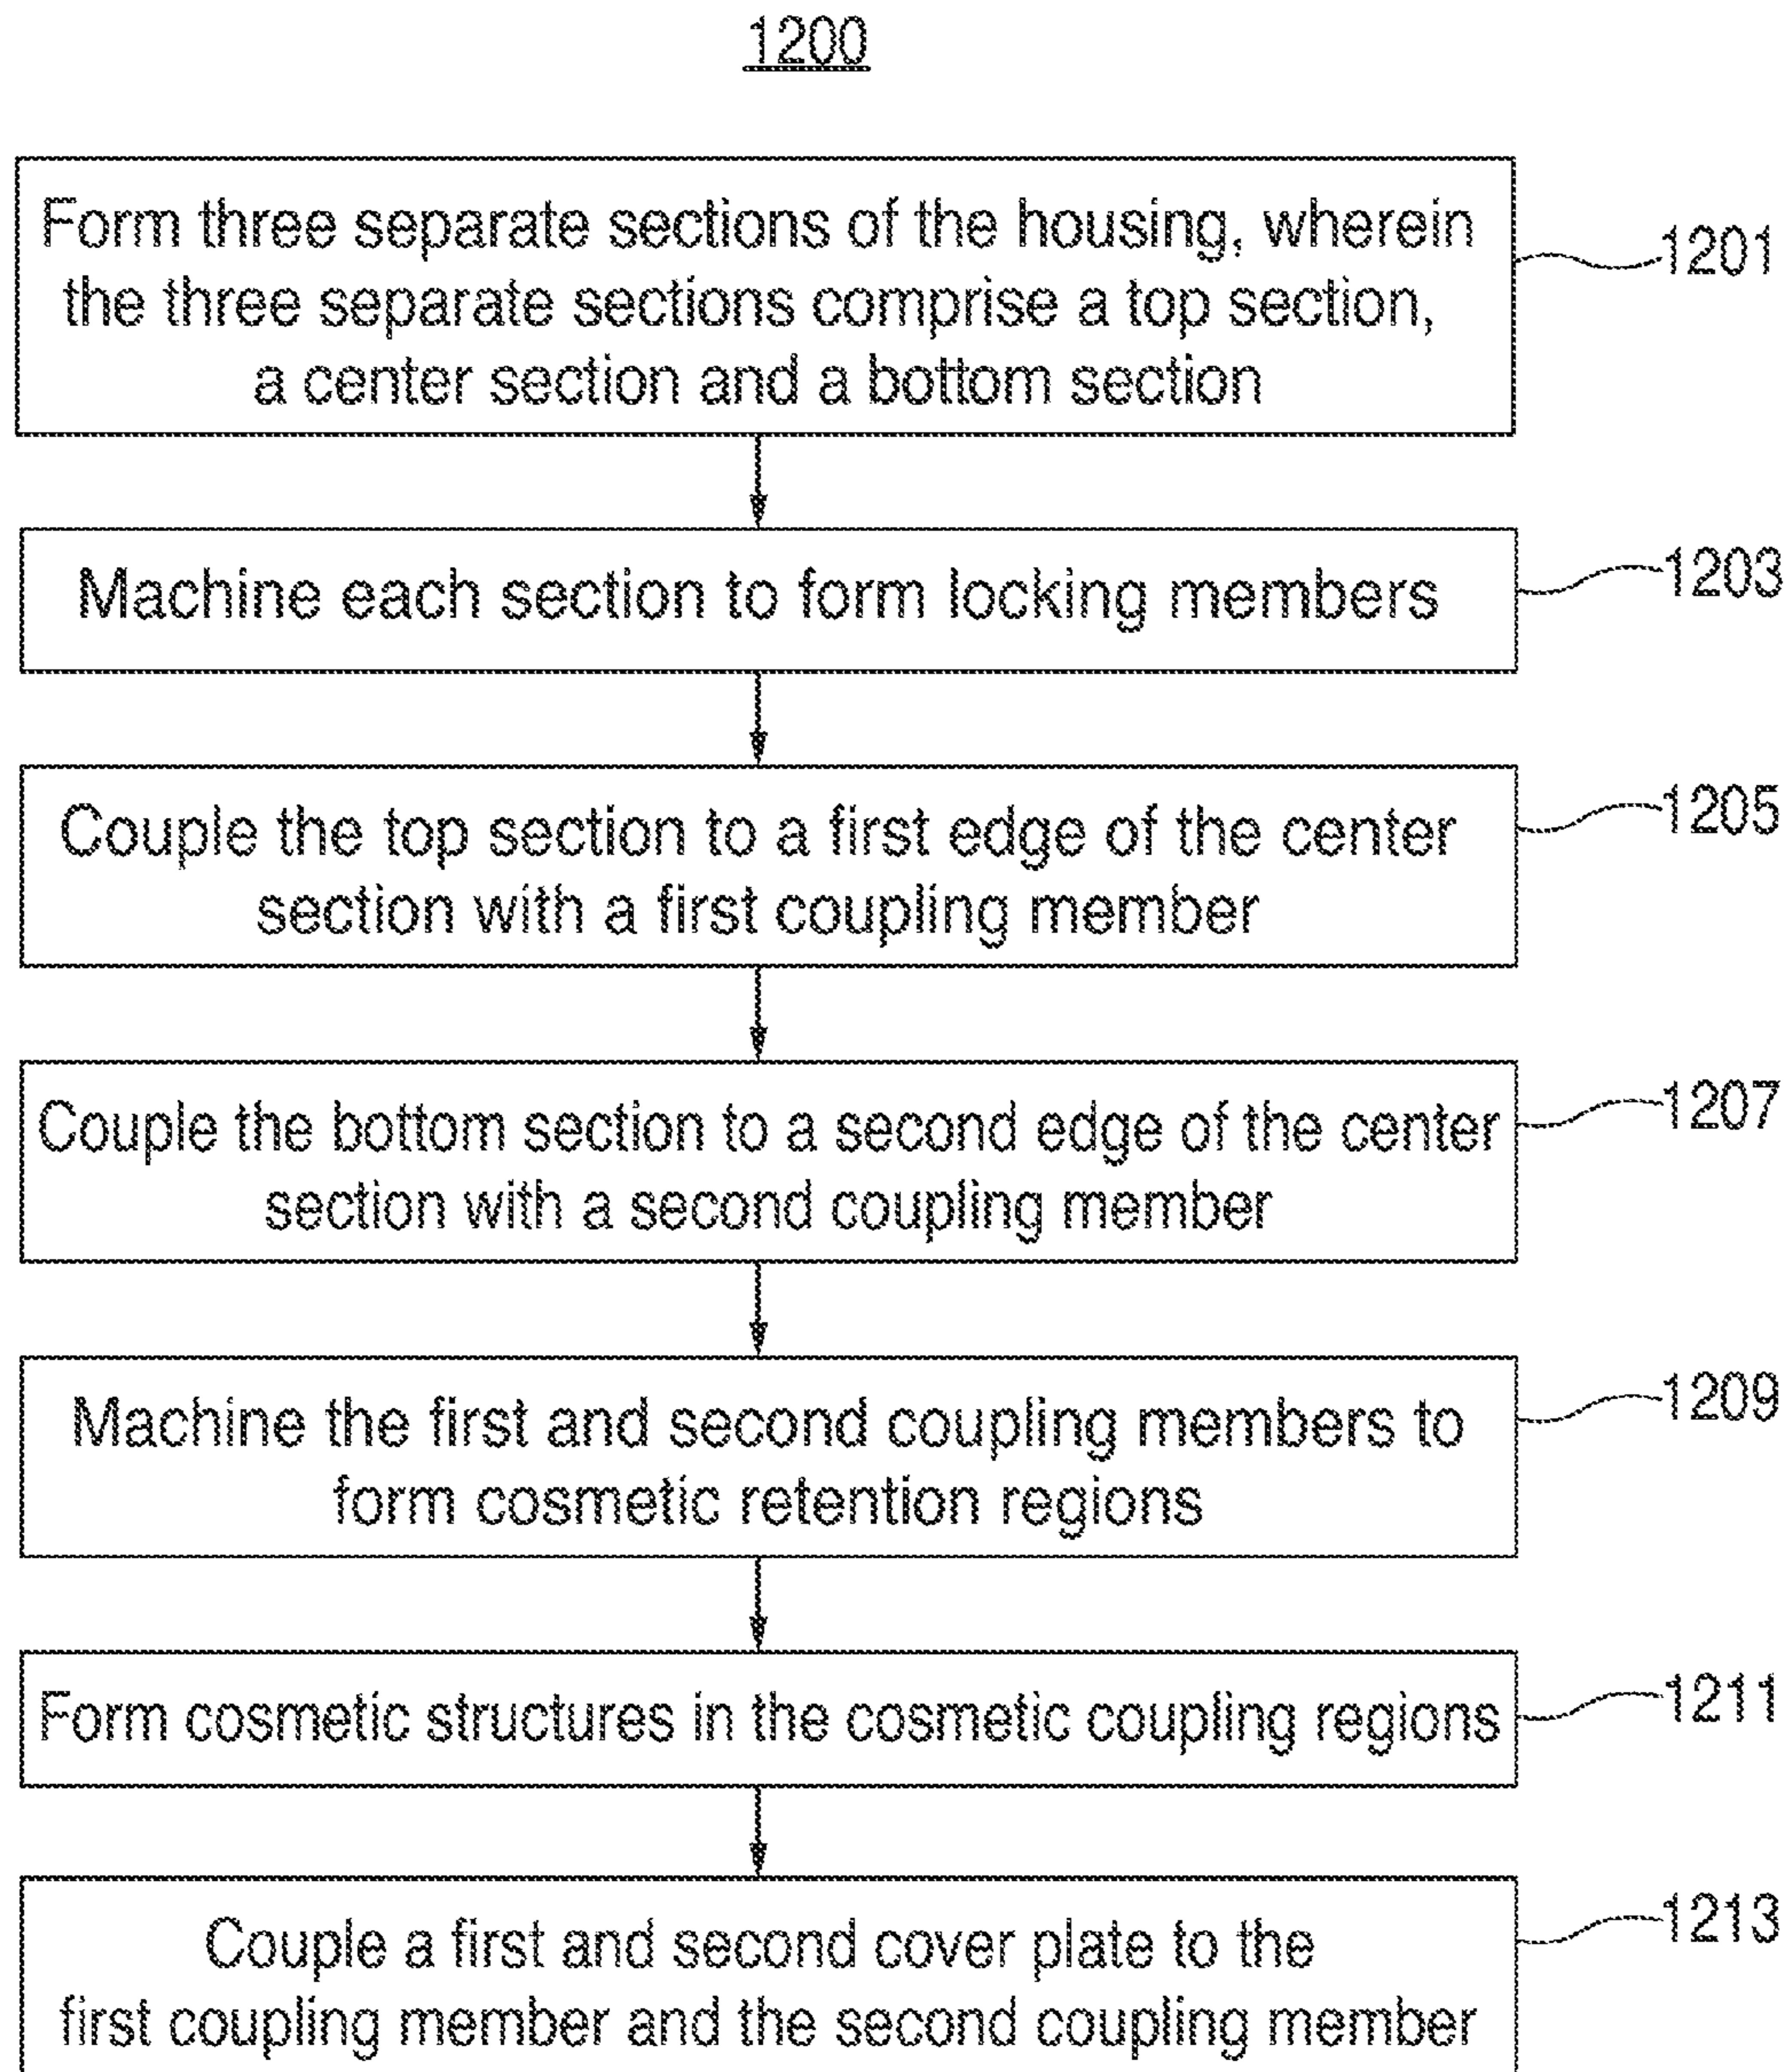 1200
Form three separate sections of the housing, wherein
the three separate sections comprise a top section,
a center section and a bottom section
1201
Machine each section to form locking members
1203
Couple the top section to a first edge of the center
section with a first coupling member
1205
Couple the bottom section to a second edge of the center
section with a second coupling member
1207
Machine the first and second coupling members to
form cosmetic retention regions
1209
Form cosmetic structures in the cosmetic coupling regions
1211
Couple a first and second cover plate to the
first coupling member and the second coupling member
1213